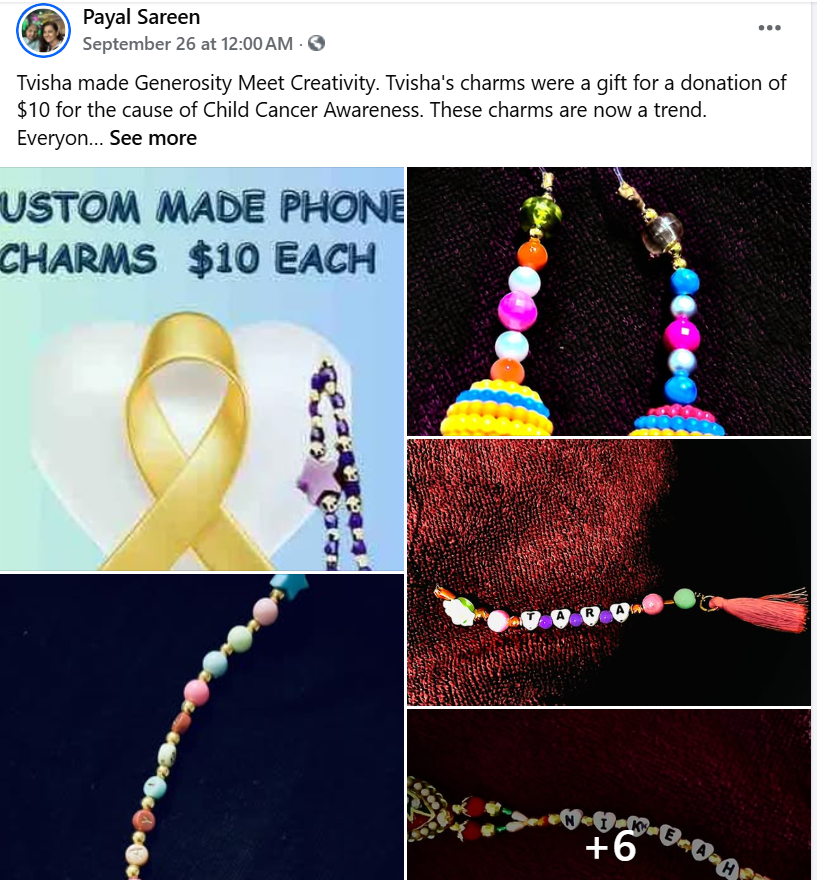 Payal Sareen
September 26 at 12:00 AM ·
Tvisha made Generosity Meet Creativity. Tvisha's charms were a gift for a donation of
$10 for the cause of Child Cancer Awareness. These charms are now a trend.
Everyon... See more
USTOM MADE PHONE
CHARMS $10 EACH
TARA
NIKEAH
+6